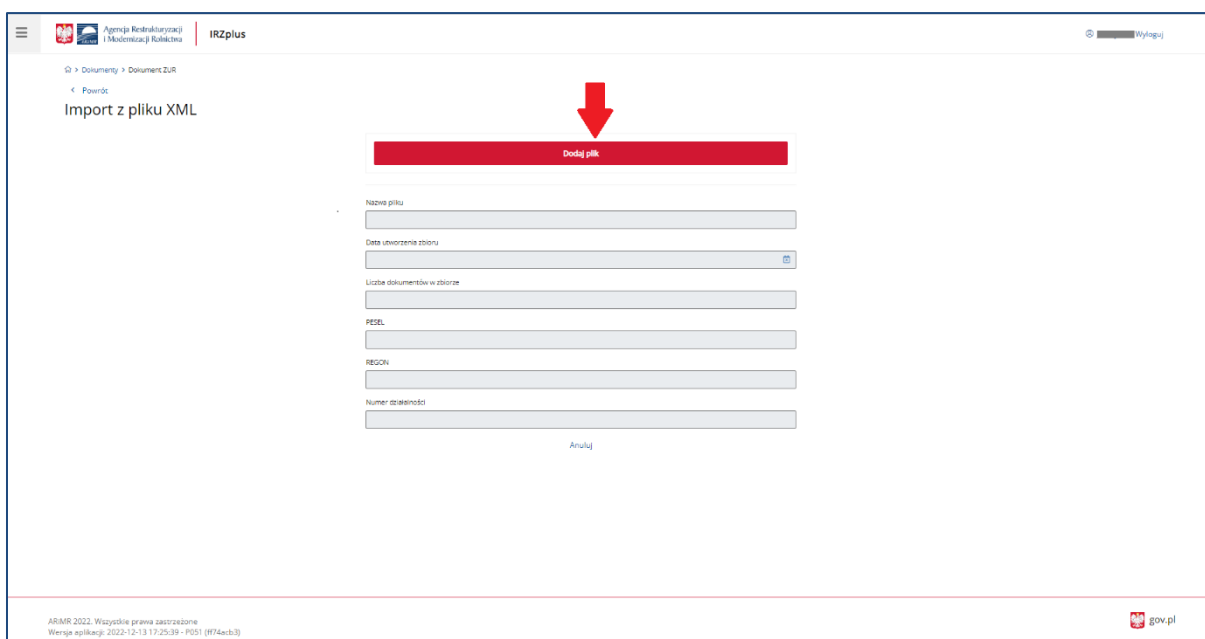 Agencja Restrukturyzacji
i Modernizacji Rolnictwa
IRZplus
Wyloguj
> Dokumenty > Dokument ZUR
< Powrót
Import z pliku XML
Dodaj plik
Nazwa pliku
Data utworzenia zbioru
Liczba dokumentów w zbiorze
PESEL
REGON
Numer działalności
Anuluj
ARiMR 2022. Wszystkie prawa zastrzeżone
gov.pl
Wersja aplikacji: 2022-12-13 17:25:39 - P051 (ff74acb3)